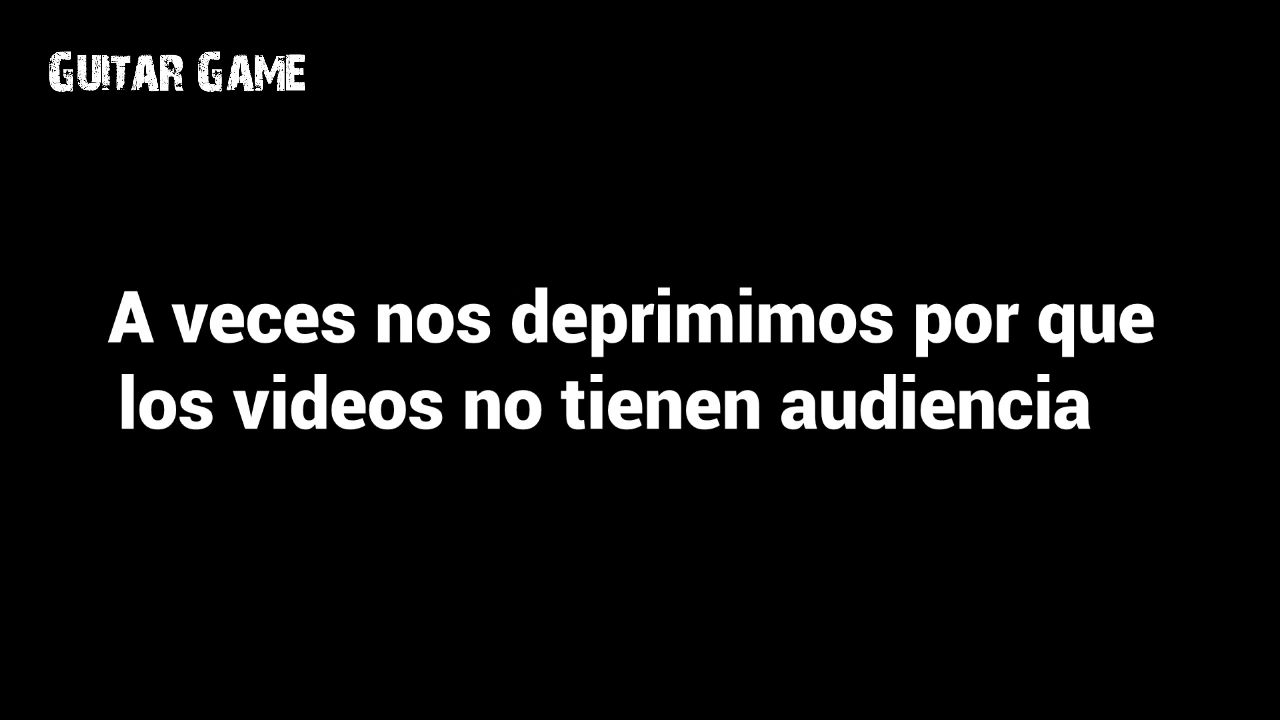 GUITAR GAME
A veces nos deprimimos por que
los videos no tienen audiencia